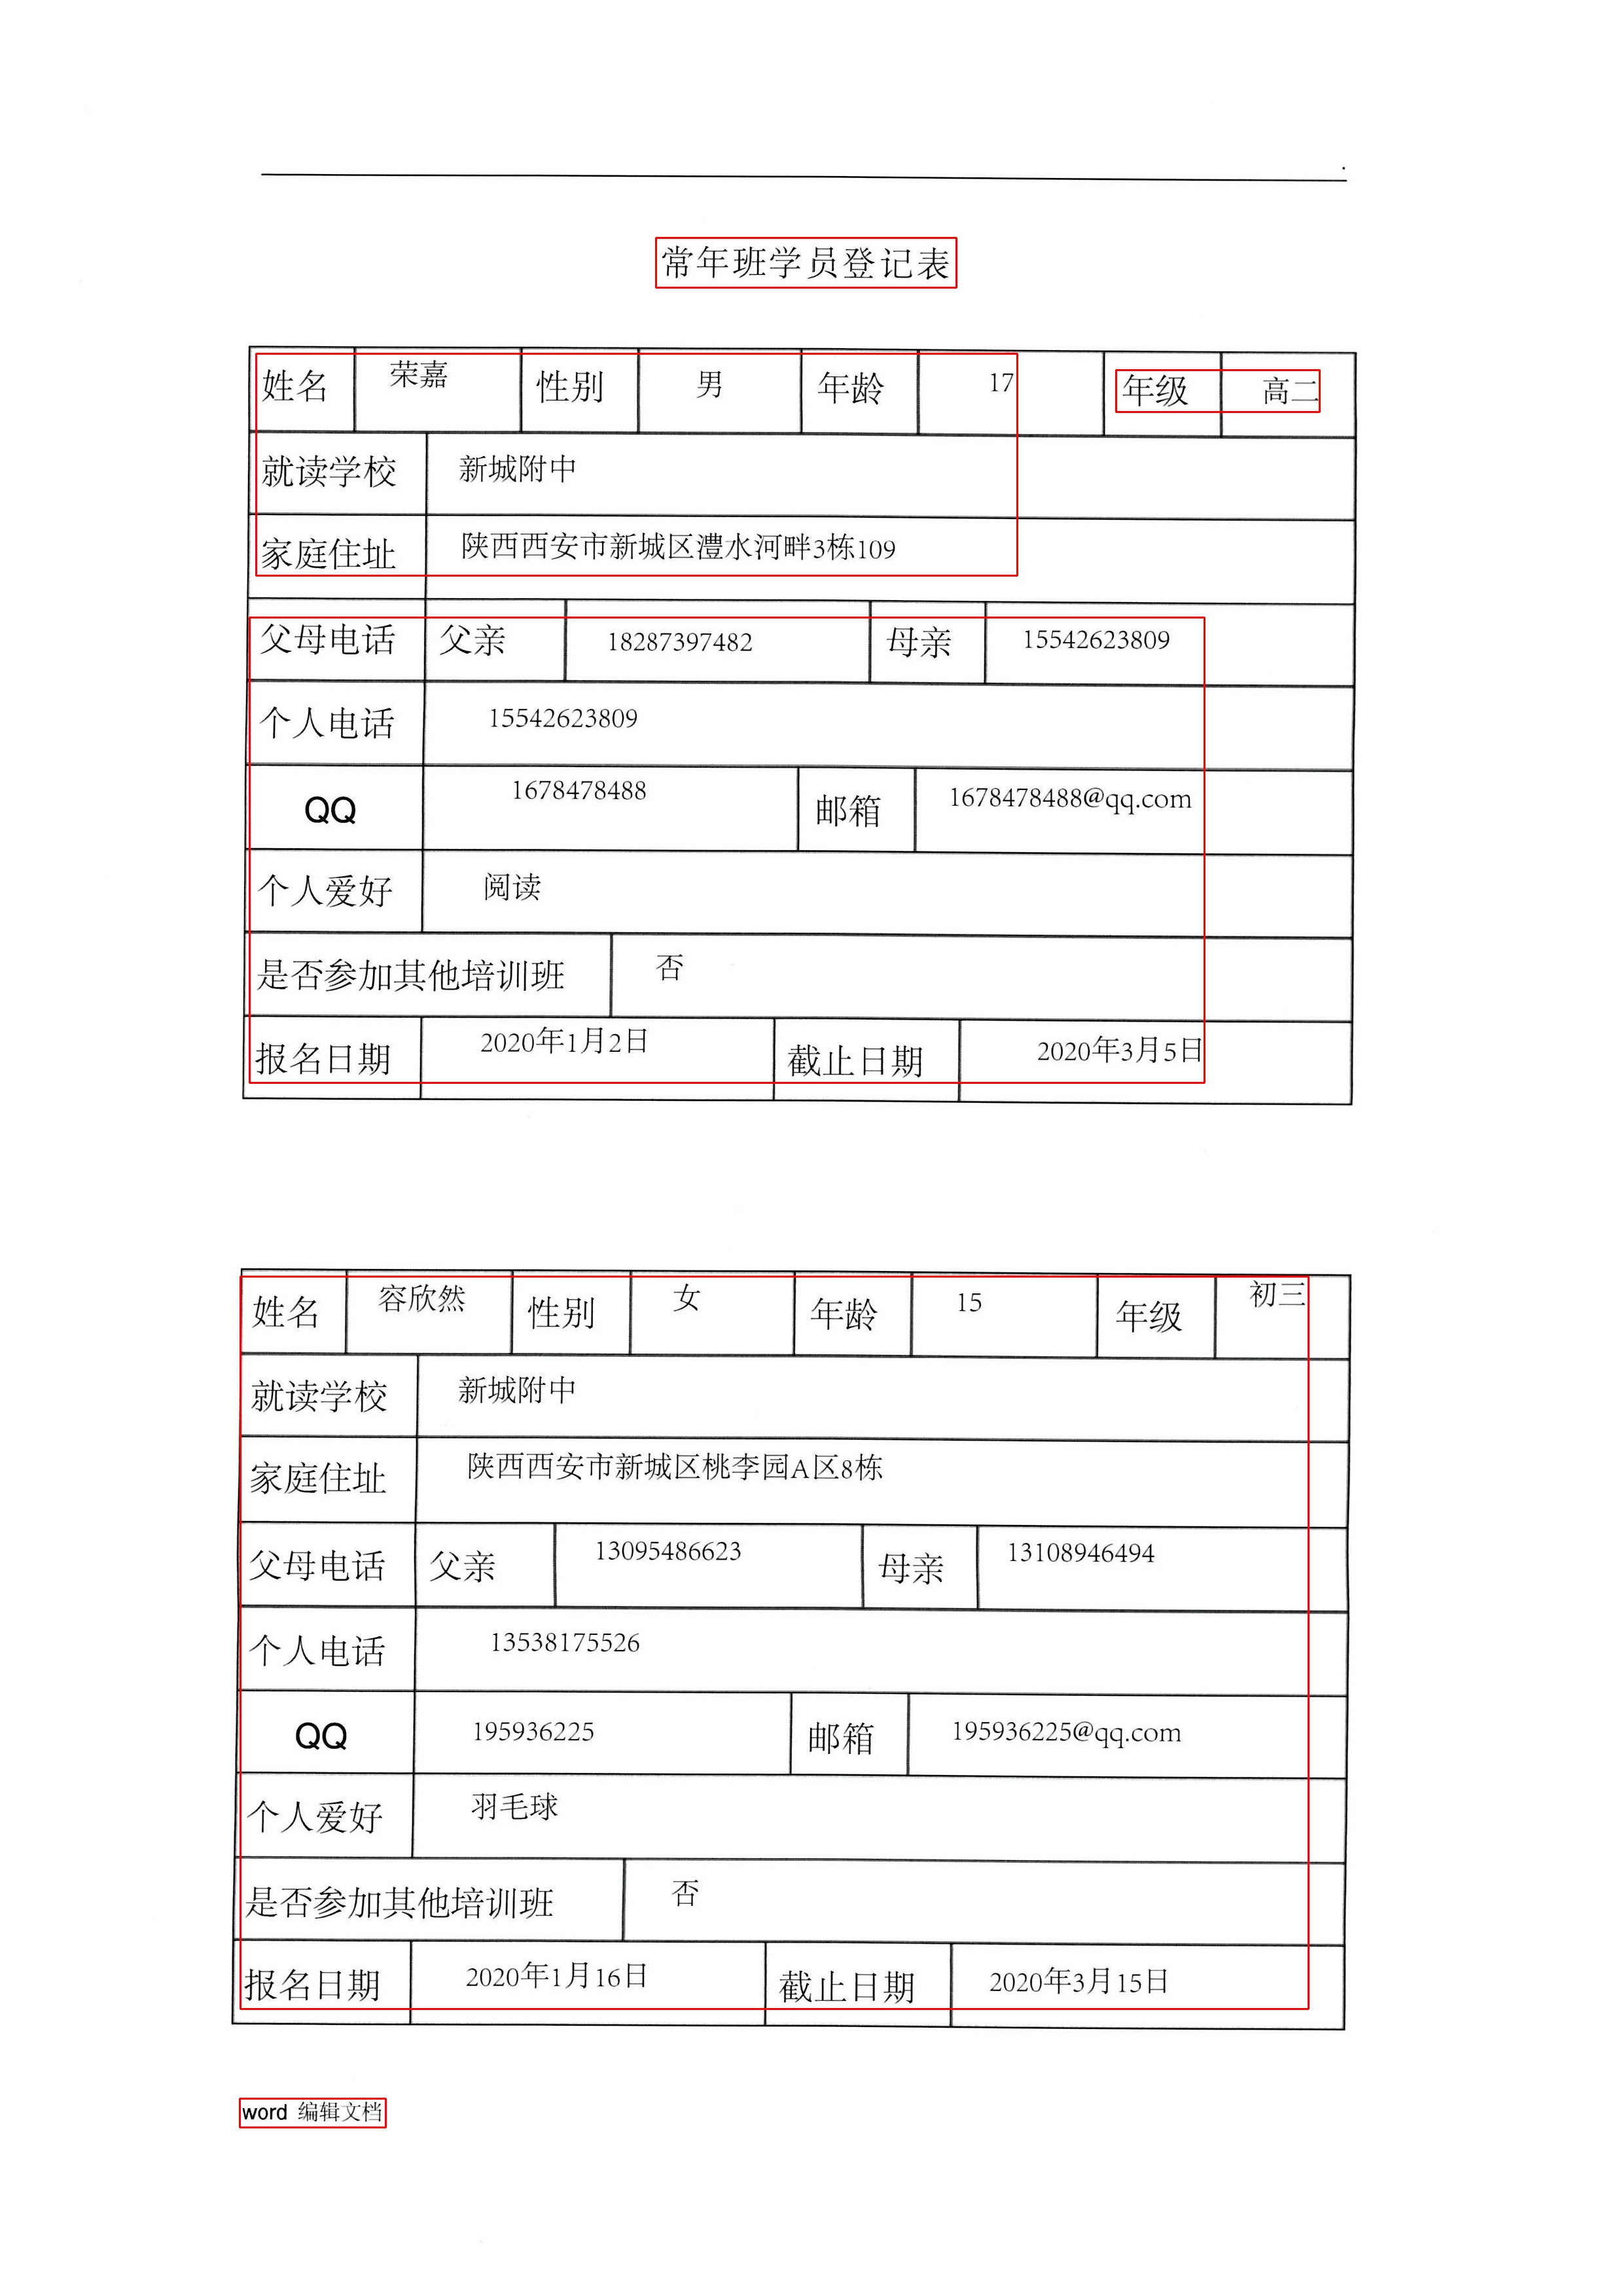 常年班学员登记表
姓名 荣嘉 性别 男 年龄 17 年级 高二
就读学校 新城附中
家庭住址 陕西西安市新城区澧水河畔3栋109
父母电话 父亲 18287397482 母亲 15542623809
个人电话 15542623809
QQ 1678478488 邮箱 1678478488@qq.com
个人爱好 阅读
是否参加其他培训班 否
报名日期 2020年1月2日 截止日期 2020年3月5日
姓名 容欣然 性别 女 年龄 15 年级 初三
就读学校 新城附中
家庭住址 陕西西安市新城区桃李园A区8栋
父母电话 父亲 13095486623 母亲 13108946494
个人电话 13538175526
QQ 195936225 邮箱 195936225@qq.com
个人爱好 羽毛球
是否参加其他培训班 否
报名日期 2020年1月16日 截止日期 2020年3月15日
word 编辑文档